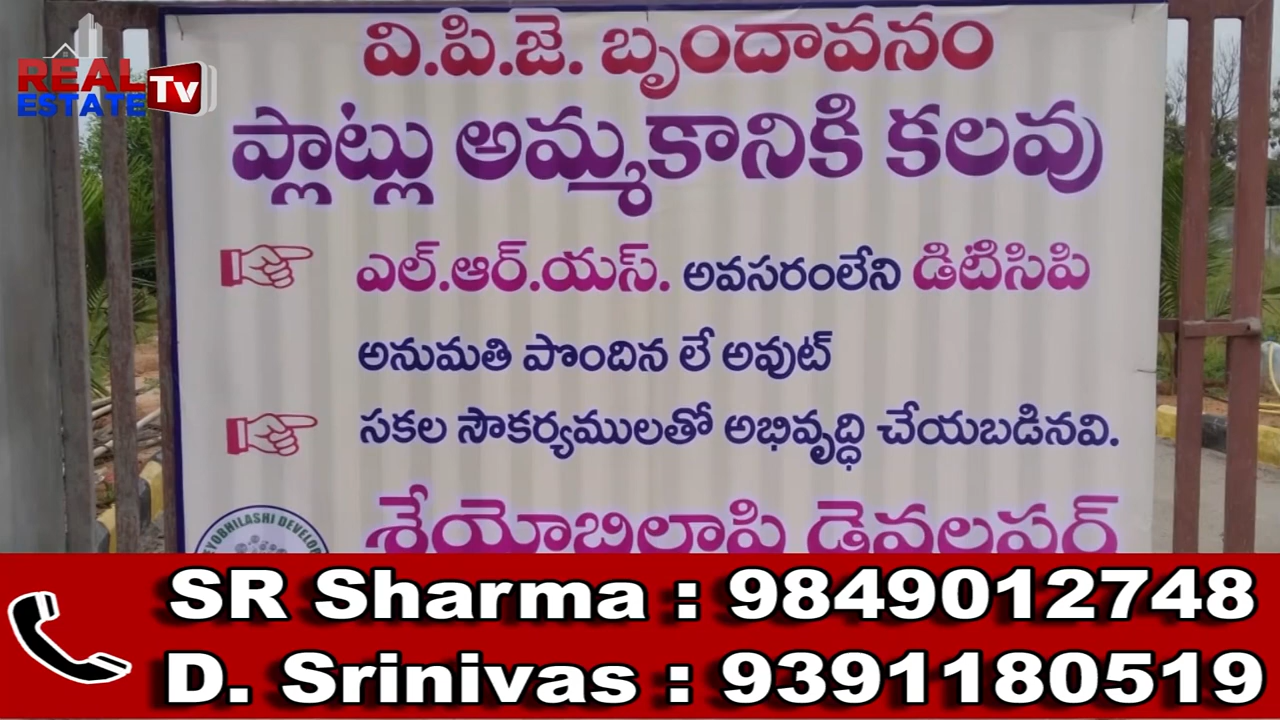 REAL
ESTATE Tv
వి.పి.జె. బృందావనం
ప్లాట్లు అమ్మకానికి కలవు
ఎల్.ఆర్.యస్. అవసరంలేని డిటిసిపి
అనుమతి పొందిన లే అవుట్
సకల సౌకర్యములతో అభివృద్ధి చేయబడినవి.
SR Sharma : 9849012748
D. Srinivas : 9391180519